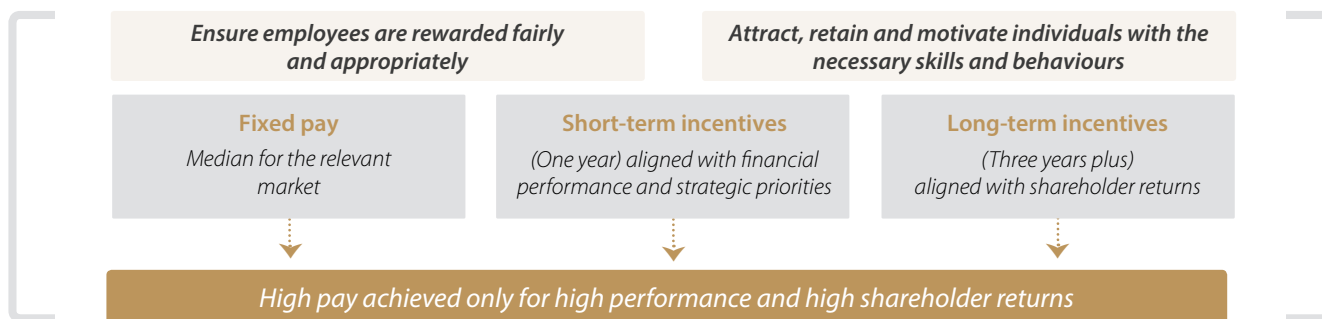 Ensure employees are rewarded fairly
and appropriately
Attract, retain and motivate individuals with the
necessary skills and behaviours
Fixed pay
Median for the relevant
market
Short-term incentives
(One year) aligned with financial
performance and strategic priorities
Long-term incentives
(Three years plus)
aligned with shareholder returns
High pay achieved only for high performance and high shareholder returns